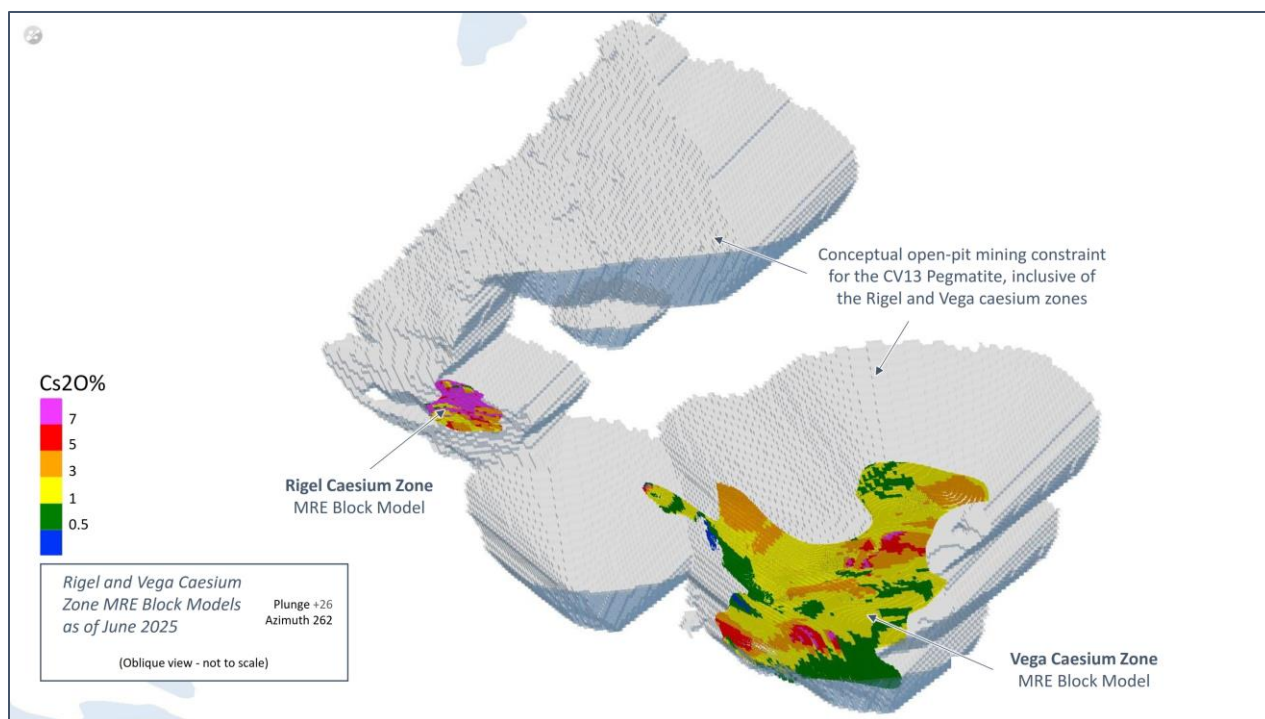 Conceptual open-pit mining constraint
for the CV13 Pegmatite, inclusive of
the Rigel and Vega caesium zones
Cs2O%
7
5
3
1
0.5
Rigel Caesium Zone
MRE Block Model
Rigel and Vega Caesium
Zone MRE Block Models
as of June 2025
Plunge +26
Azimuth 262
(Oblique view - not to scale)
Vega Caesium Zone
MRE Block Model